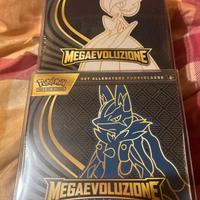 MEGAEVOLUZIONE
Pokémon
SET ALLENATORE FUORICLASSE
MEGAEVOLUZIONE